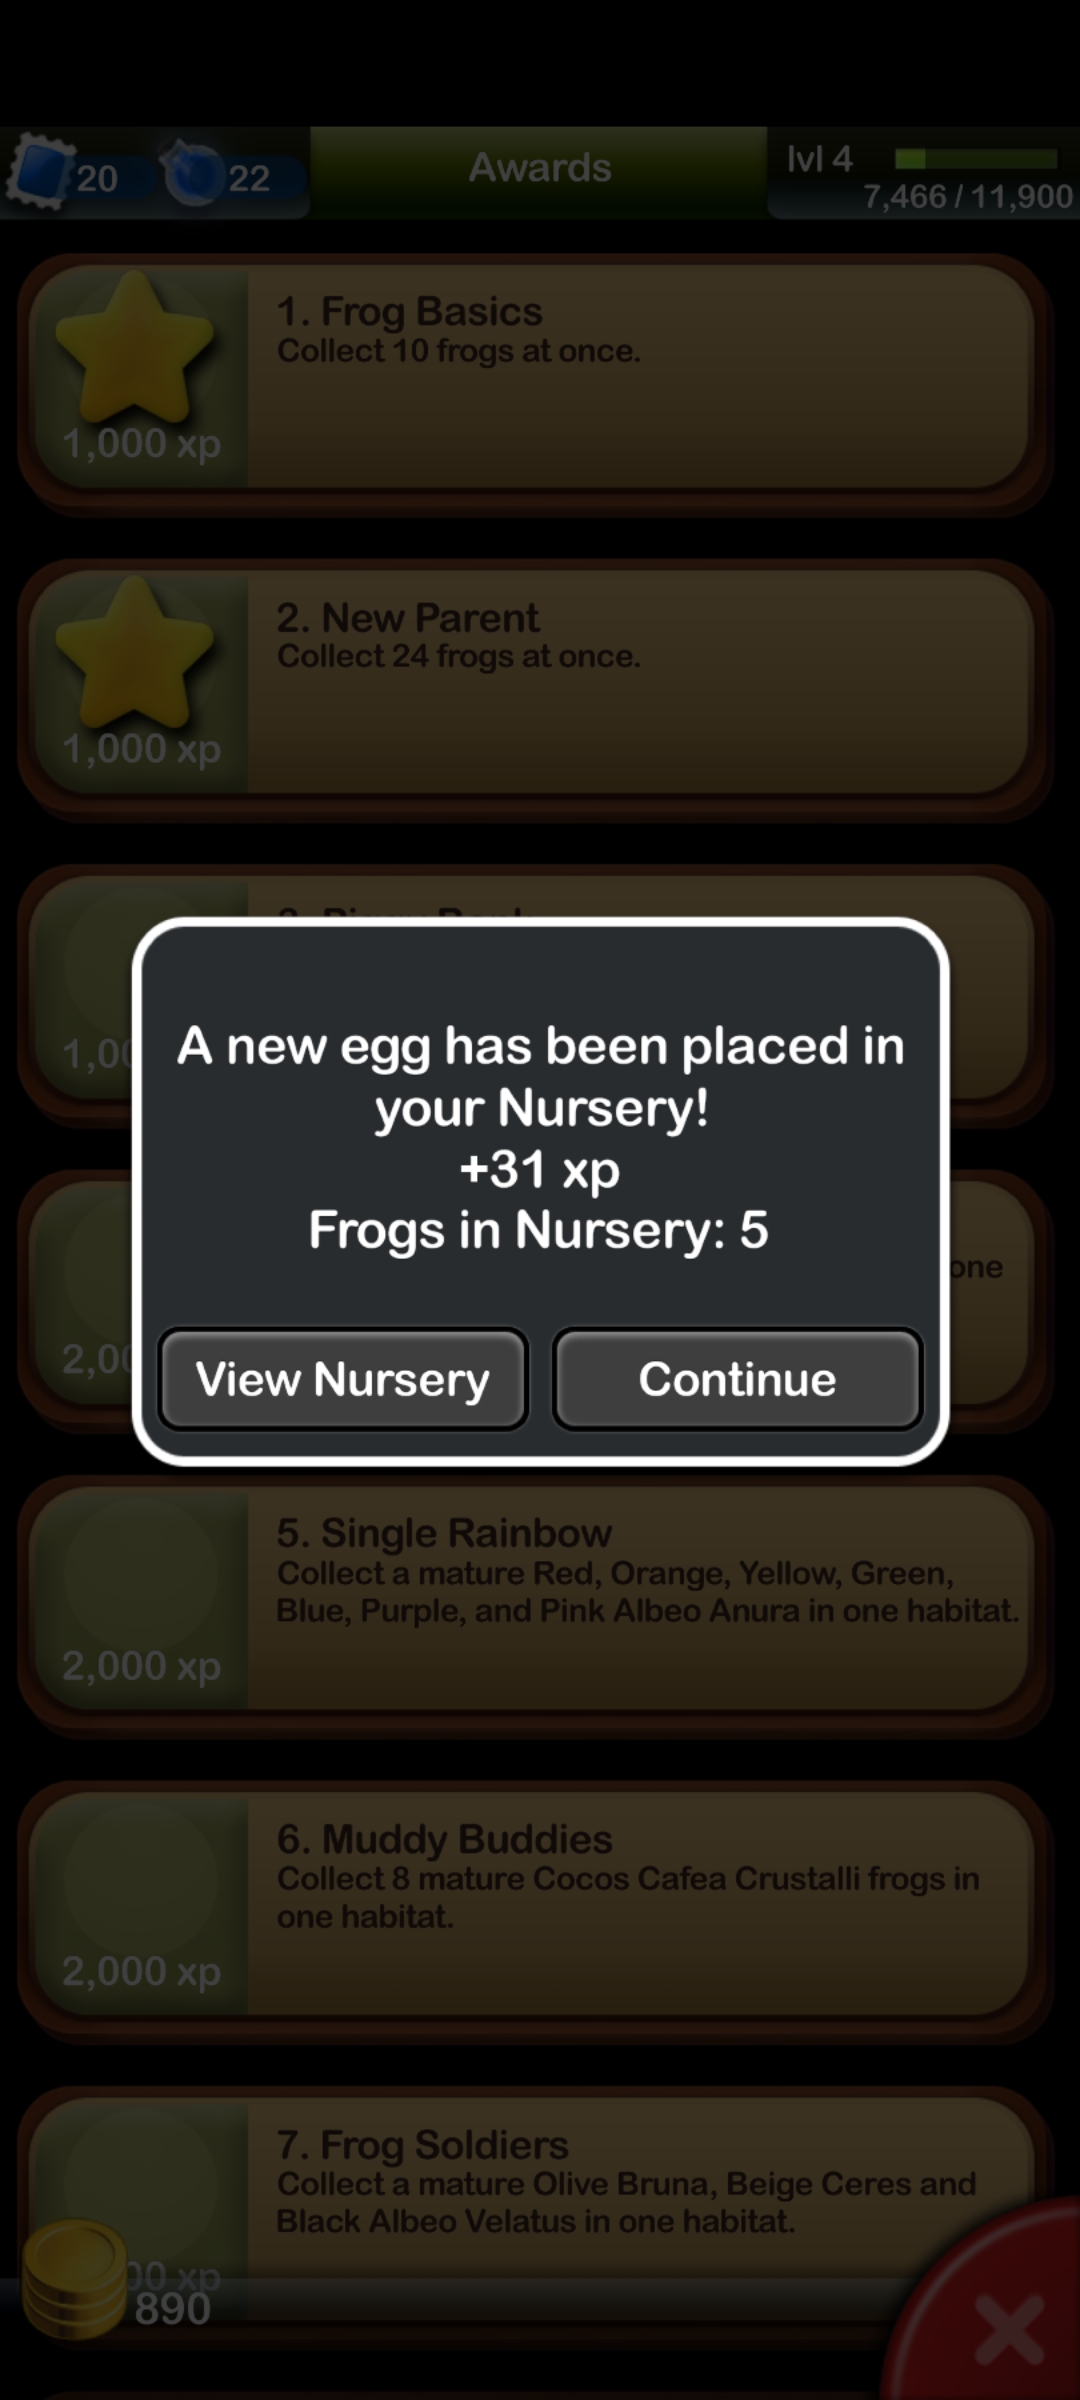 20
22
Awards
lvl 4
7,466 / 11,900
1. Frog Basics
Collect 10 frogs at once.
1,000 xp
2. New Parent
Collect 24 frogs at once.
1,000 xp
A new egg has been placed in
your Nursery!
+31 xp
Frogs in Nursery: 5
one
View Nursery
Continue
5. Single Rainbow
Collect a mature Red, Orange, Yellow, Green,
Blue, Purple, and Pink Albeo Anura in one habitat.
2,000 xp
6. Muddy Buddies
Collect 8 mature Cocos Cafea Crustalli frogs in
one habitat.
2,000 xp
7. Frog Soldiers
Collect a mature Olive Bruna, Beige Ceres and
Black Albeo Velatus in one habitat.
xp
890